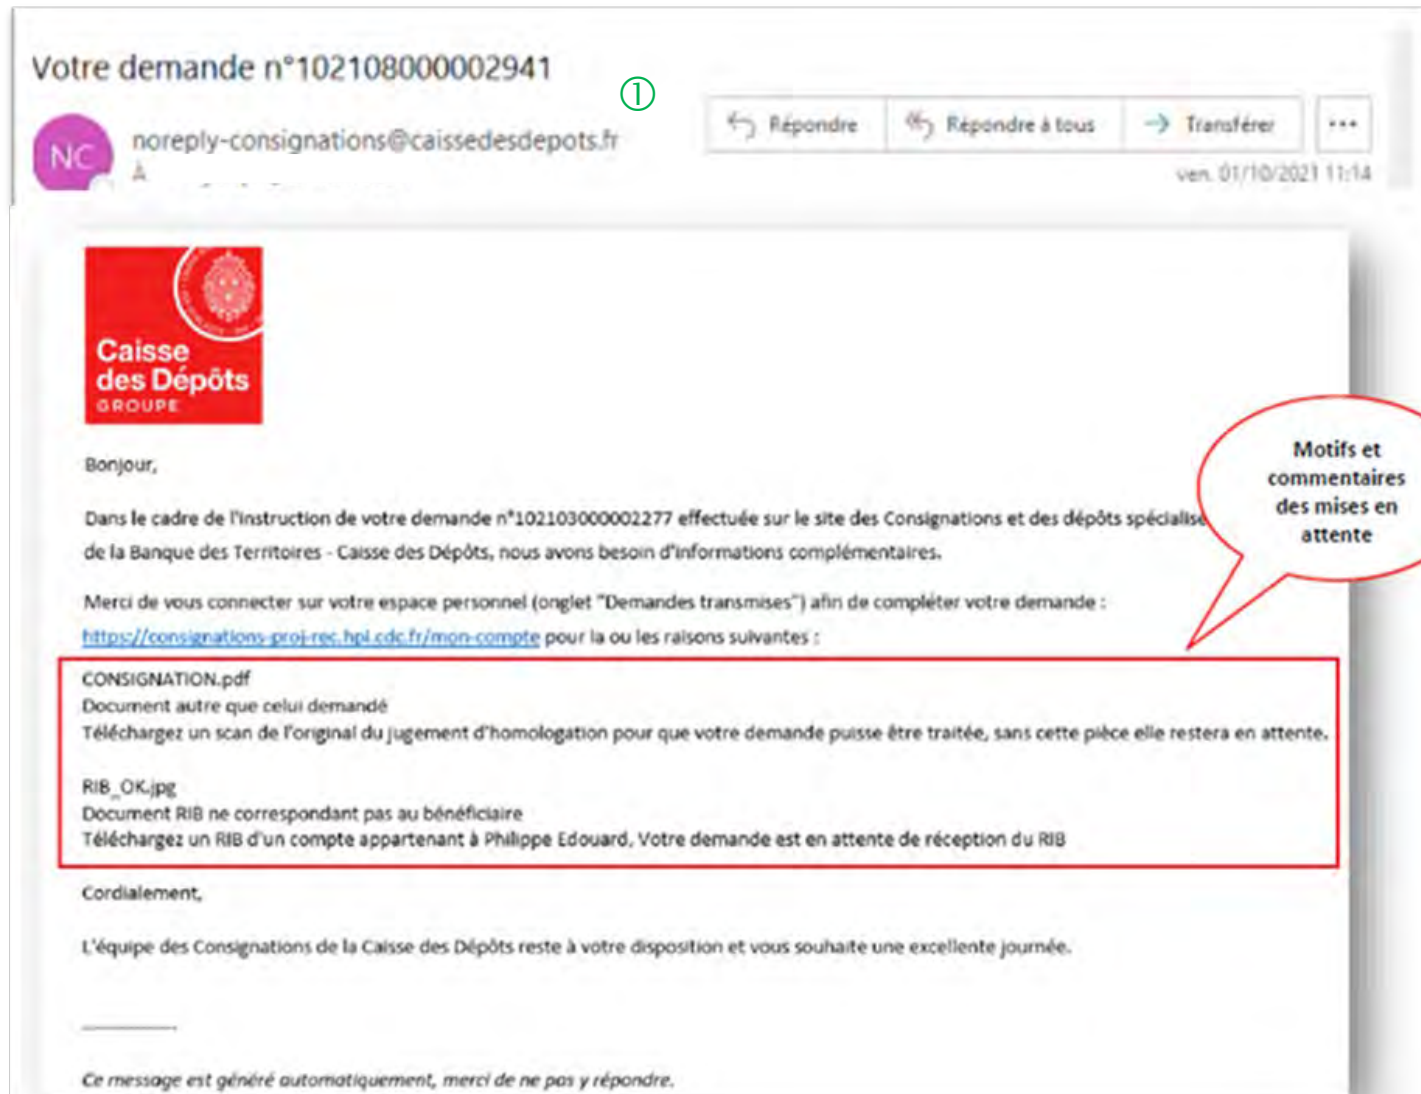 Votre demande n°102108000002941
①
Répondre
Répondre à tous
Transférer
NC
noreply-consignations@caissedesdepots.fr
À
ven. 01/10/2021 11:14
Caisse
des Dépôts
GROUPE
Bonjour,
Motifs et
commentaires
des mises en
attente
Dans le cadre de l'instruction de votre demande n°102103000002277 effectuée sur le site des Consignations et des dépôts spécialisé
de la Banque des Territoires - Caisse des Dépôts, nous avons besoin d'informations complémentaires.
Merci de vous connecter sur votre espace personnel (onglet "Demandes transmises") afin de compléter votre demande :
https://consignations-proj-rec.hpl.cdc.fr/mon-compte pour la ou les raisons suivantes :
CONSIGNATION.pdf
Document autre que celui demandé
Téléchargez un scan de l'original du jugement d'homologation pour que votre demande puisse être traitée, sans cette pièce elle restera en attente.
RIB_OK.jpg
Document RIB ne correspondant pas au bénéficiaire
Téléchargez un RIB d'un compte appartenant à Philippe Edouard, Votre demande est en attente de réception du RIB
Cordialement,
L'équipe des Consignations de la Caisse des Dépôts reste à votre disposition et vous souhaite une excellente journée.
Ce message est généré automatiquement, merci de ne pas y répondre.